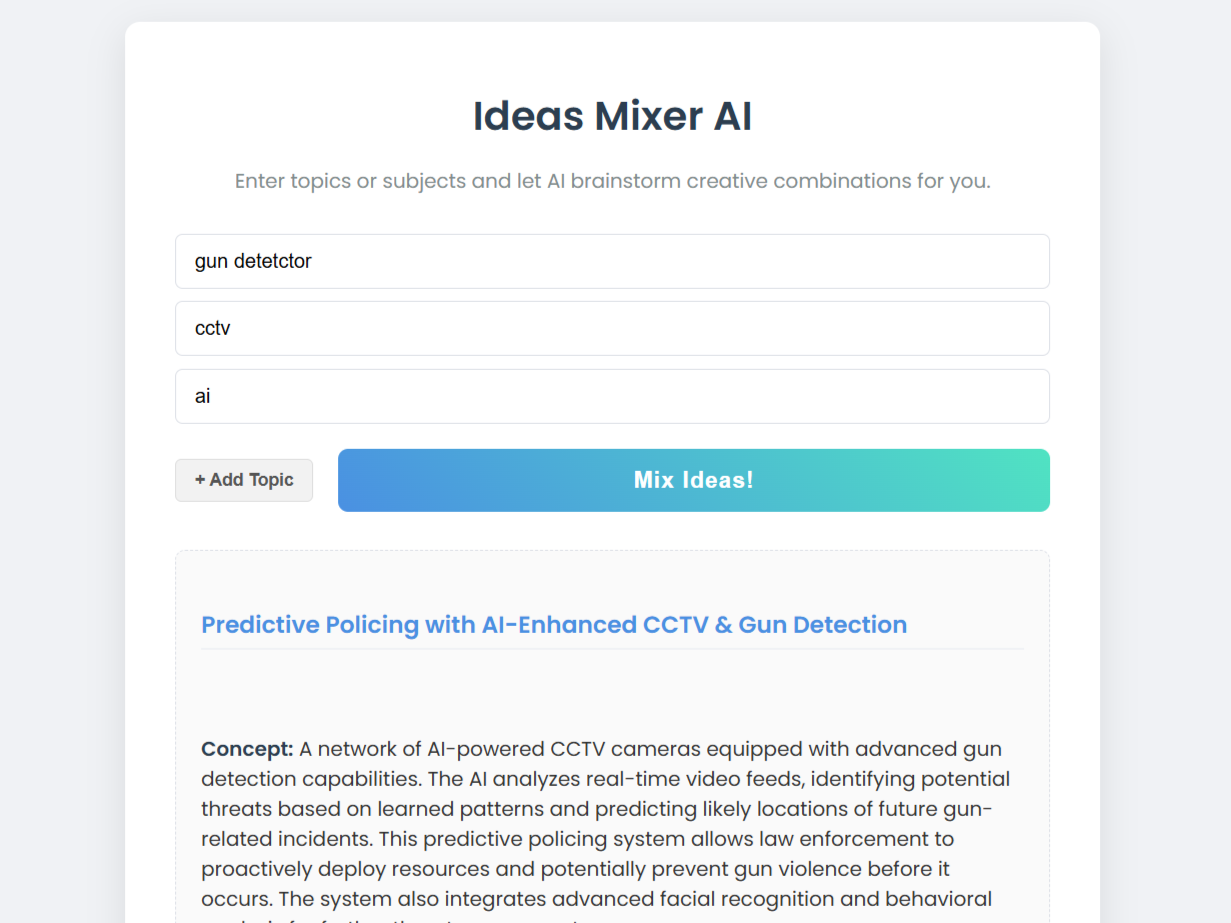 Ideas Mixer AI
Enter topics or subjects and let AI brainstorm creative combinations for you.
gun detetctor
cctv
ai
+ Add Topic
Mix Ideas!
Predictive Policing with AI-Enhanced CCTV & Gun Detection
Concept: A network of AI-powered CCTV cameras equipped with advanced gun
detection capabilities. The AI analyzes real-time video feeds, identifying potential
threats based on learned patterns and predicting likely locations of future gun-
related incidents. This predictive policing system allows law enforcement to
proactively deploy resources and potentially prevent gun violence before it
occurs. The system also integrates advanced facial recognition and behavioral